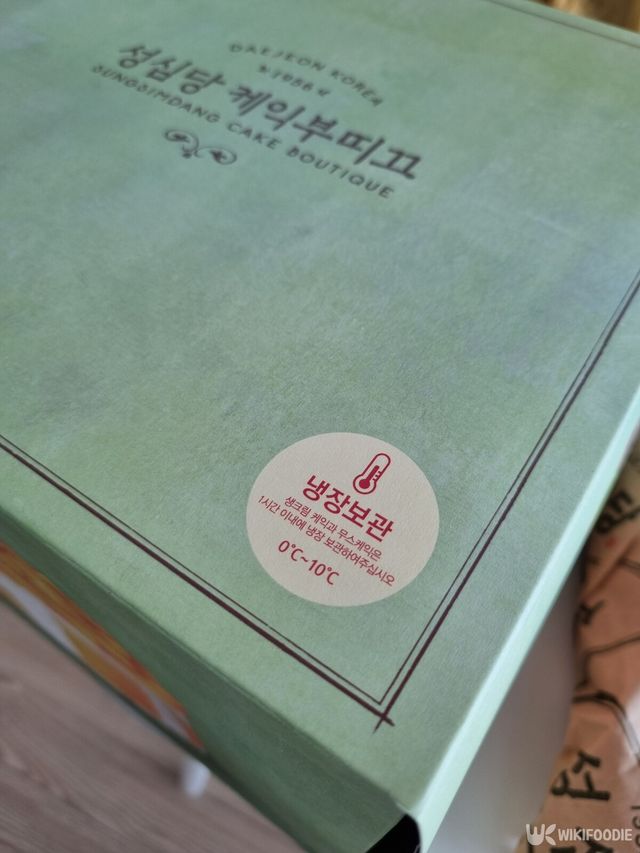 DAEJEON KOREA
1956
성심당 케익부띠끄
SUNGSIMDANG CAKE BOUTIQUE
냉장보관
생크림 케익과 무스케익은
1시간 이내에 냉장 보관하여주십시오
0℃~10℃
WIKIFOODIE